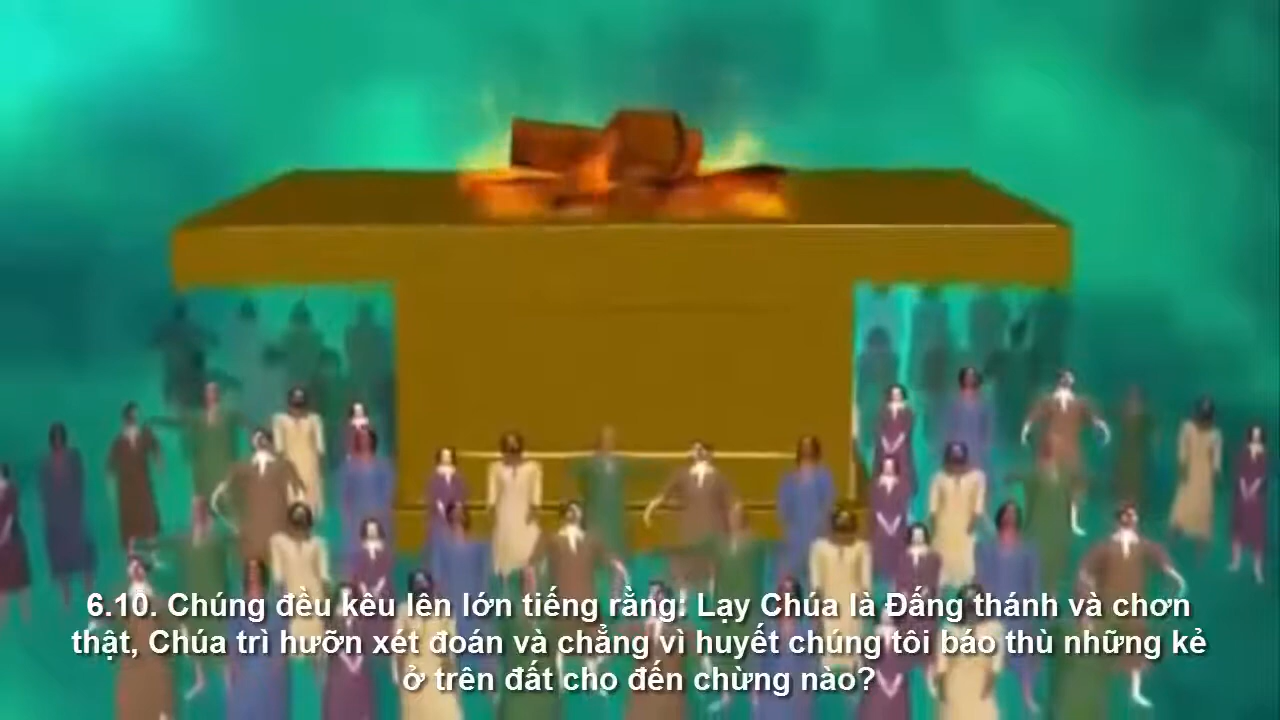 6.10. Chúng đều kêu lên lớn tiếng rằng: Lạy Chúa là Đấng thánh và chơn
thật, Chúa trì hưỡn xét đoán và chẳng vì huyết chúng tôi báo thù những kẻ
ở trên đất cho đến chừng nào?